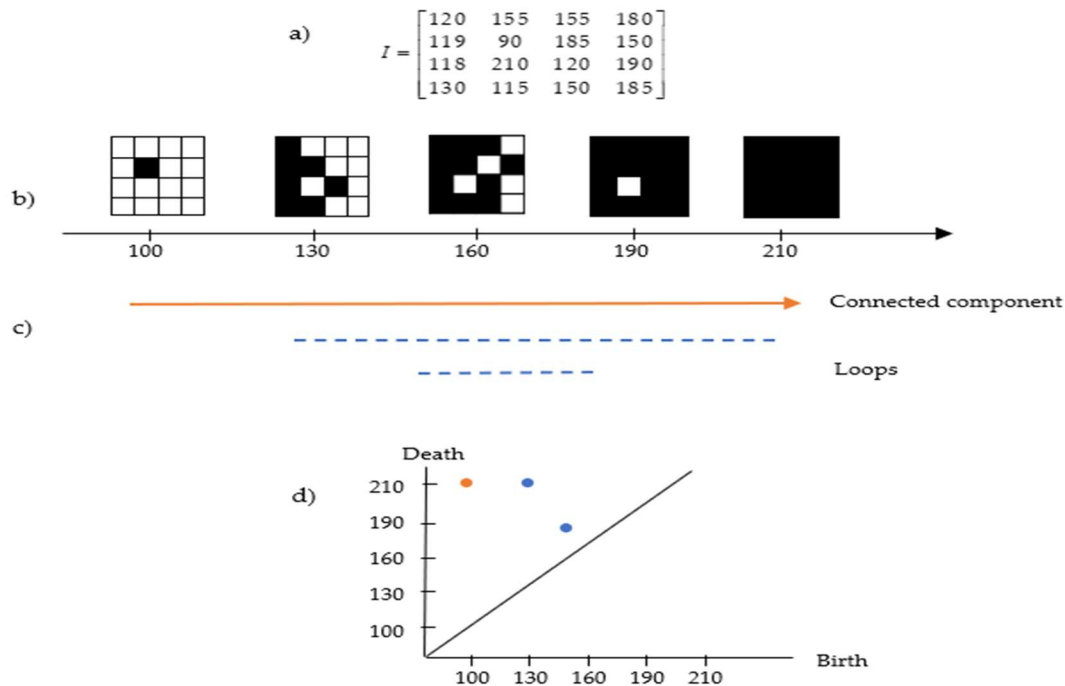 a)
I =
120 155 155 180
119 90 185 150
118 210 120 190
130 115 150 185
b)
100 130 160 190 210
Connected component
c)
Loops
Death
d)
210
190
160
130
100
Birth
100 130 160 190 210